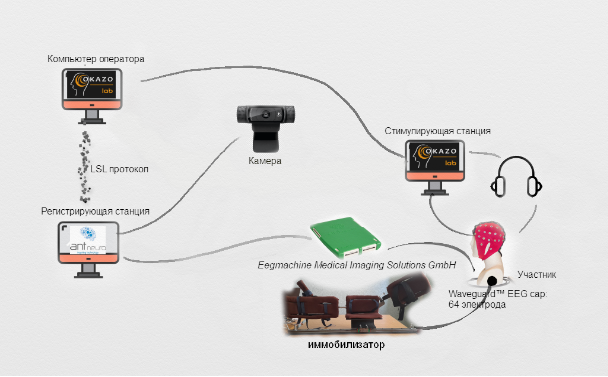 Компьютер оператора
OKAZO
lab
Стимулирующая станция
OKAZO
lab
Камера
LSL протокол
Регистрирующая станция
ant neuro
Eegmachine Medical Imaging Solutions GmbH
Участник
Waveguard™ EEG cap:
64 электрода
иммобилизатор